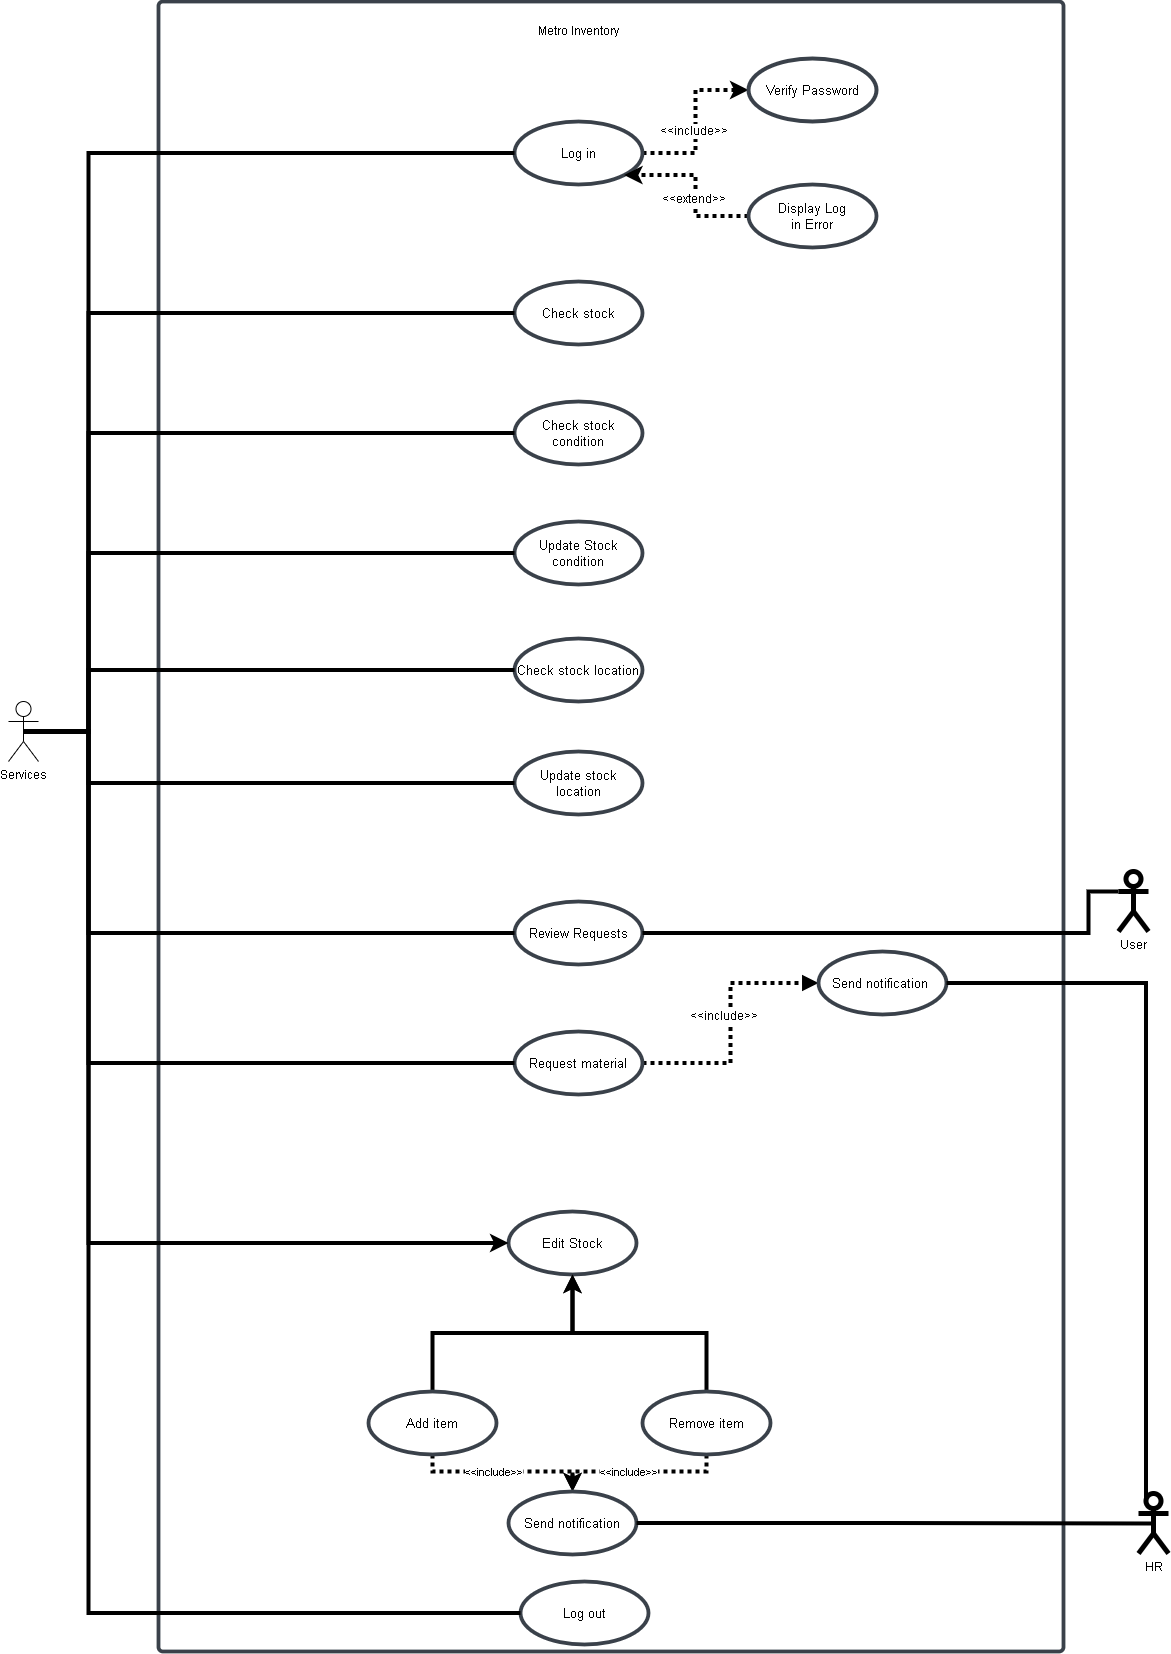 Metro Inventory
Verify Password
<<include>>
Log in
<<extend>>
Display Log
in Error
Check stock
Check stock
condition
Update Stock
condition
Check stock location
Services
Update stock
location
Review Requests
User
Send notification
<<include>>
Request material
Edit Stock
Add item
Remove item
<<include>>
<<include>>
Send notification
HR
Log out